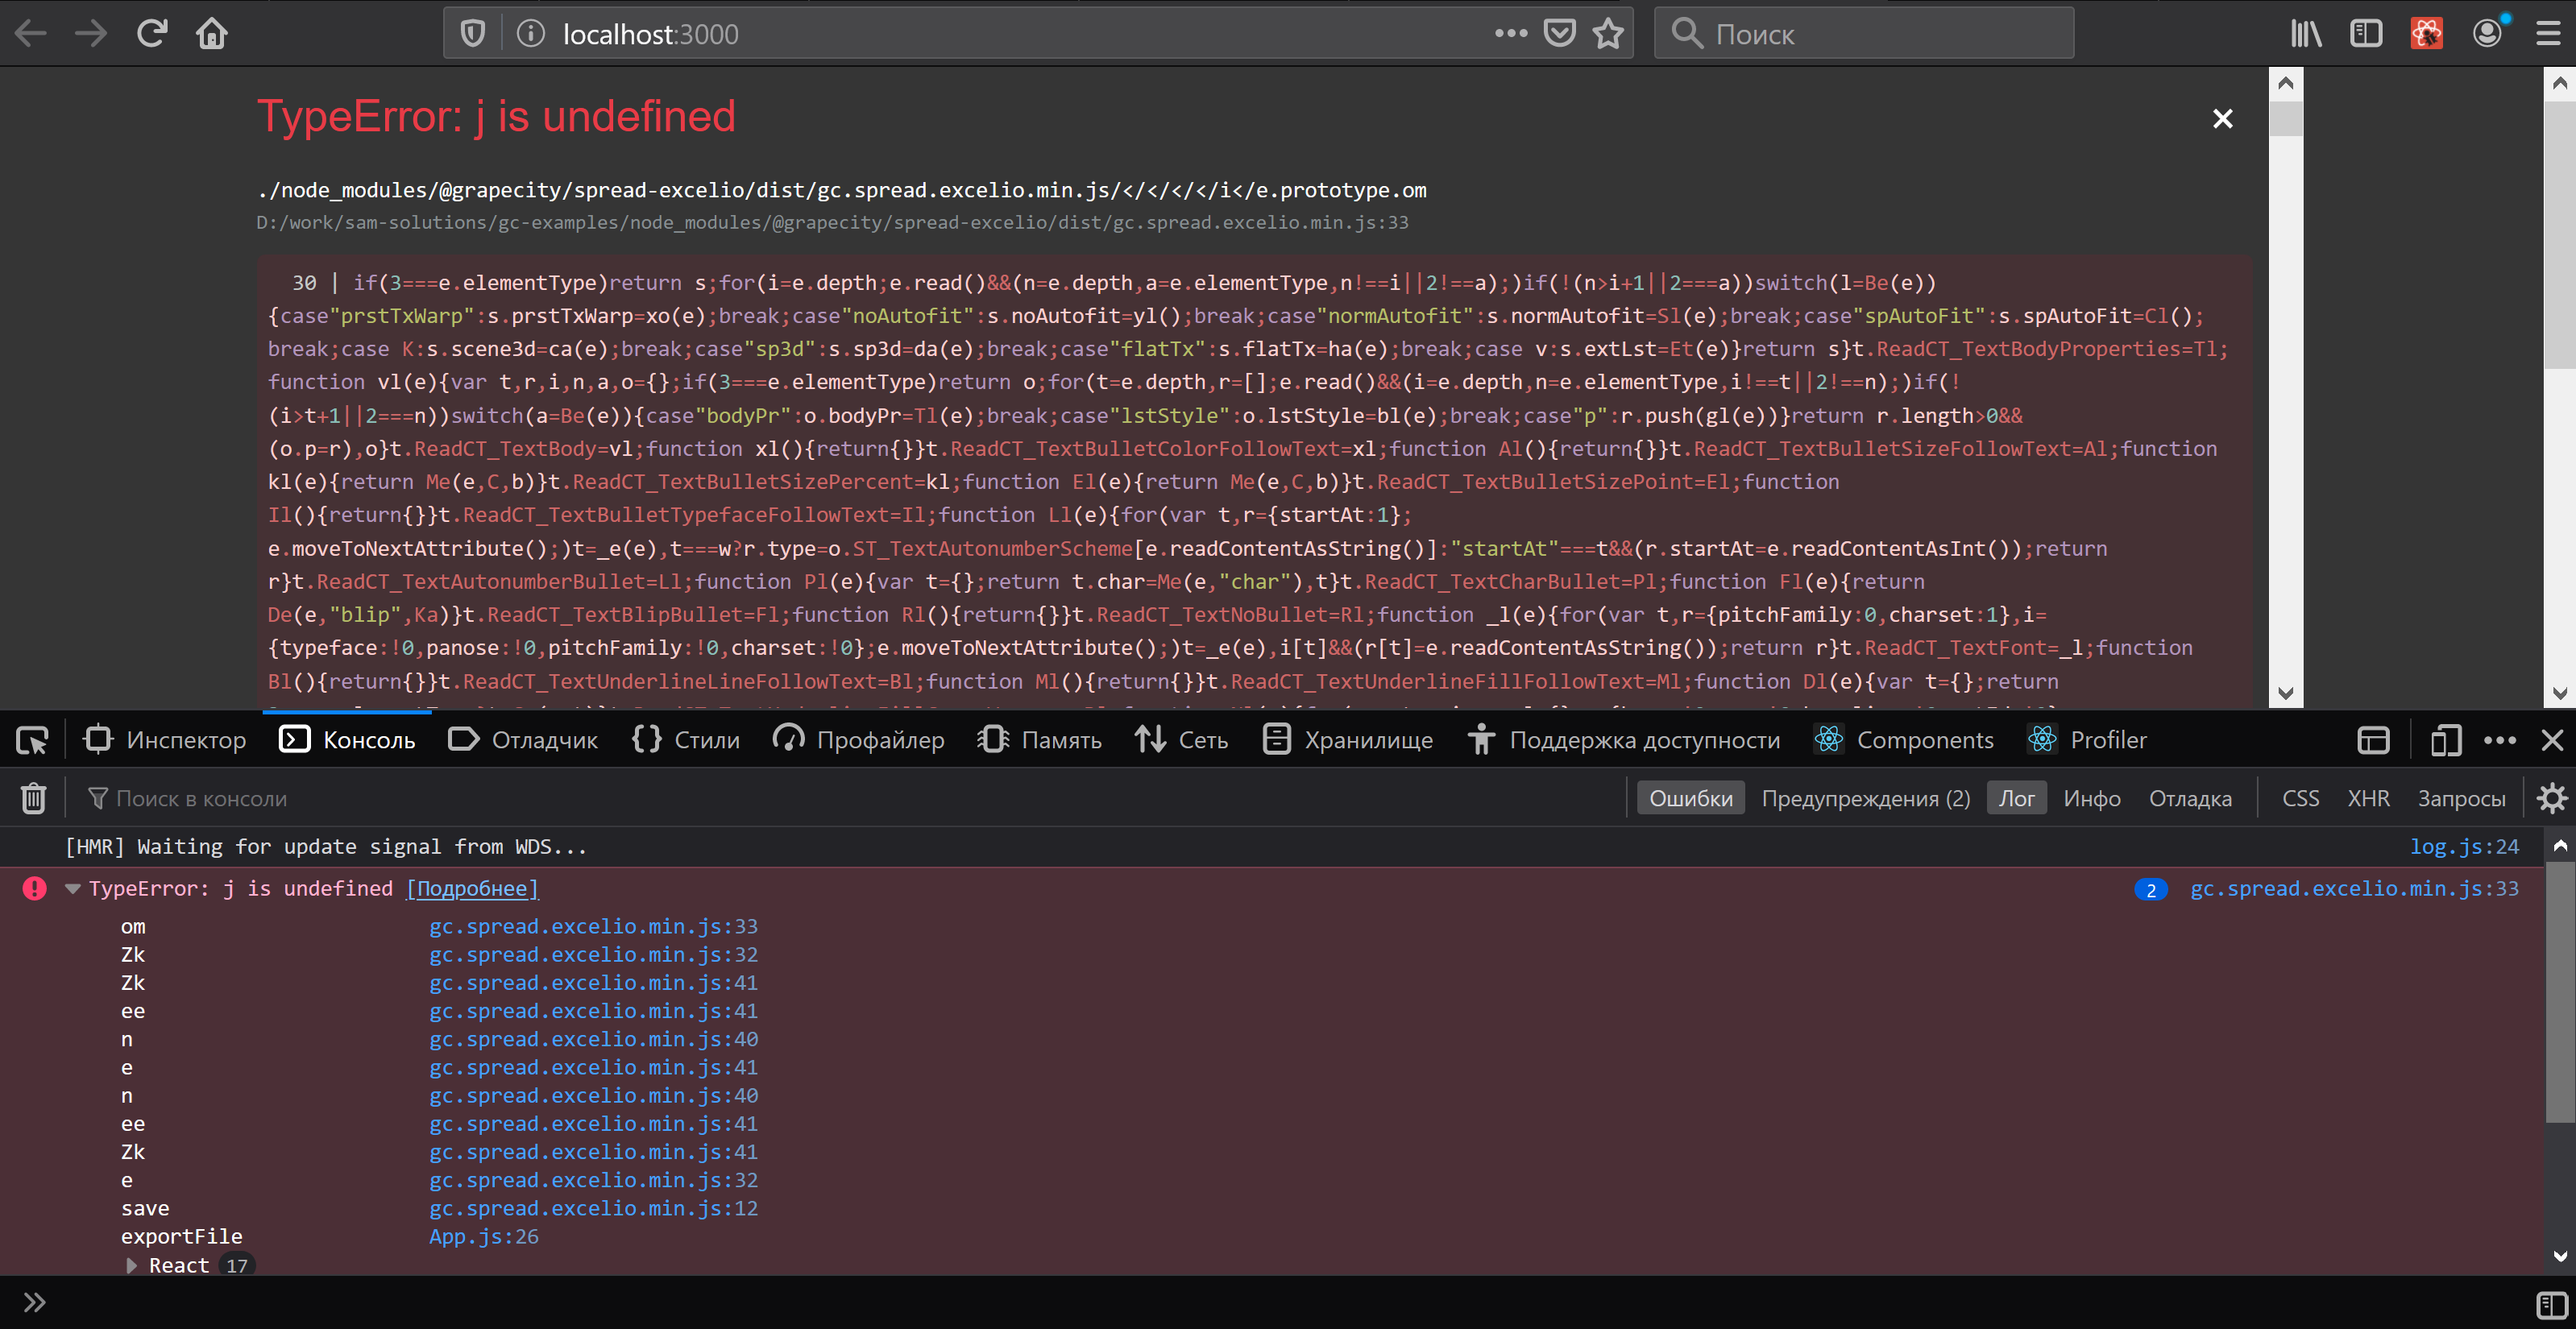 localhost:3000
Поиск
TypeError: j is undefined
./node_modules/@grapecity/spread-excelio/dist/gc.spread.excelio.min.js/</</</</i</e.prototype.om
D:/work/sam-solutions/gc-examples/node_modules/@grapecity/spread-excelio/dist/gc.spread.excelio.min.js:33
30 | if(3===e.elementType)return s;for(i=e.depth;e.read()&&(n=e.depth,a=e.elementType,n!==i||2!==a);)if(!(n>i+1||2===a))switch(l=Be(e))
{case"prstTxWarp":s.prstTxWarp=xo(e);break;case"noAutofit":s.noAutofit=yl();break;case"normAutofit":s.normAutofit=Sl(e);break;case"spAutoFit":s.spAutoFit=Cl();
break;case K:s.scene3d=ca(e);break;case"sp3d":s.sp3d=da(e);break;case"flatTx":s.flatTx=ha(e);break;case v:s.extLst=Et(e)}return s}t.ReadCT_TextBodyProperties=Tl;
function vl(e){var t,r,i,n,a,o={};if(3===e.elementType)return o;for(t=e.depth,r=[];e.read()&&(i=e.depth,n=e.elementType,i!==t||2!==n);)if(!
(i>t+1||2===n))switch(a=Be(e)){case"bodyPr":o.bodyPr=Tl(e);break;case"lstStyle":o.lstStyle=bl(e);break;case"p":r.push(gl(e))}return r.length>0&&
(o.p=r),o}t.ReadCT_TextBody=vl;function xl(){return{}}t.ReadCT_TextBulletColorFollowText=xl;function Al(){return{}}t.ReadCT_TextBulletSizeFollowText=Al;function
kl(e){return Me(e,C,b)}t.ReadCT_TextBulletSizePercent=kl;function El(e){return Me(e,C,b)}t.ReadCT_TextBulletSizePoint=El;function
Il(){return{}}t.ReadCT_TextBulletTypefaceFollowText=Il;function Ll(e){for(var t,r={startAt:1};
e.moveToNextAttribute();)t=_e(e),t===w?r.type=o.ST_TextAutonumberScheme[e.readContentAsString()]:"startAt"===t&&(r.startAt=e.readContentAsInt());return
r}t.ReadCT_TextAutonumberBullet=Ll;function Pl(e){var t={};return t.char=Me(e,"char"),t}t.ReadCT_TextCharBullet=Pl;function Fl(e){return
De(e,"blip",Ka)}t.ReadCT_TextBlipBullet=Fl;function Rl(){return{}}t.ReadCT_TextNoBullet=Rl;function _l(e){for(var t,r={pitchFamily:0,charset:1},i=
{typeface:!0,panose:!0,pitchFamily:!0,charset:!0};e.moveToNextAttribute();)t=_e(e),i[t]&&(r[t]=e.readContentAsString());return r}t.ReadCT_TextFont=_l;function
Bl(){return{}}t.ReadCT_TextUnderlineLineFollowText=Bl;function Ml(){return{}}t.ReadCT_TextUnderlineFillFollowText=Ml;function Dl(e){var t={};return
Инспектор Консоль Отладчик Стили Профайлер Память Сеть Хранилище Поддержка доступности Components Profiler
Поиск в консоли Ошибки Предупреждения (2) Лог Инфо Отладка CSS XHR Запросы
[HMR] Waiting for update signal from WDS... log.js:24
TypeError: j is undefined [Подробнее] 2 gc.spread.excelio.min.js:33
om gc.spread.excelio.min.js:33
Zk gc.spread.excelio.min.js:32
Zk gc.spread.excelio.min.js:41
ee gc.spread.excelio.min.js:41
n gc.spread.excelio.min.js:40
e gc.spread.excelio.min.js:41
n gc.spread.excelio.min.js:40
ee gc.spread.excelio.min.js:41
Zk gc.spread.excelio.min.js:41
e gc.spread.excelio.min.js:32
save gc.spread.excelio.min.js:12
exportFile App.js:26
React 17